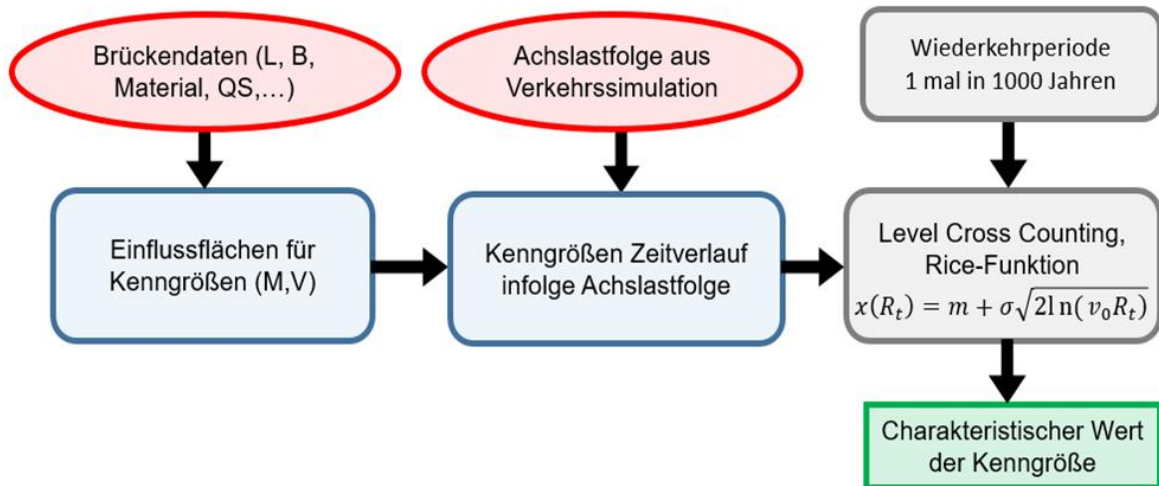 Brückendaten (L, B,
Material, QS,…)
Achslastfolge aus
Verkehrssimulation
Wiederkehrperiode
1 mal in 1000 Jahren
Einflussflächen für
Kenngrößen (M,V)
Kenngrößen Zeitverlauf
infolge Achslastfolge
Level Cross Counting,
Rice-Funktion
x(R_t) = m + σ√(2l n( v_0R_t))
Charakteristischer Wert
der Kenngröße